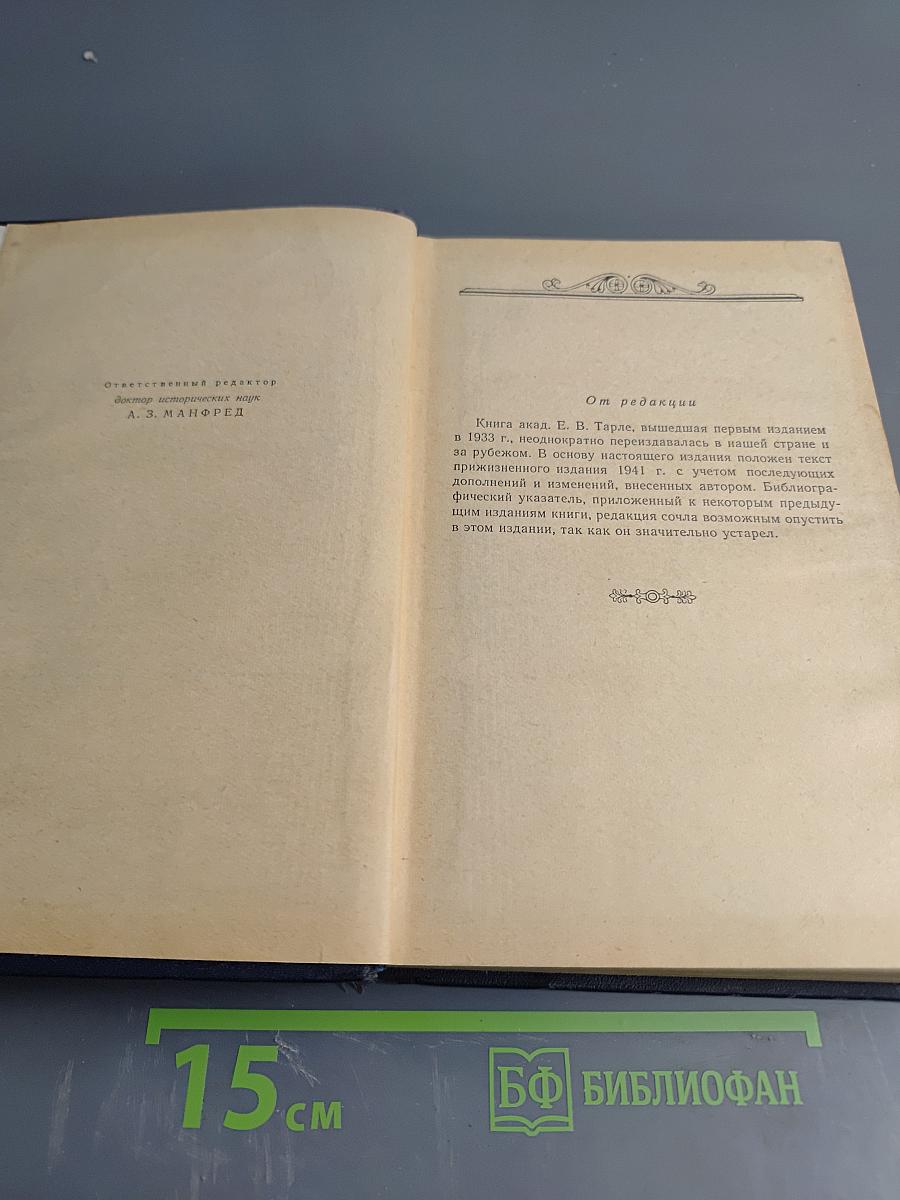 Ответственный редактор
доктор исторических наук
А. З. МАНФРЕД
От редакции
Книга акад. Е. В. Тарле, вышедшая первым изданием
в 1933 г., неоднократно переиздавалась в нашей стране и
за рубежом. В основу настоящего издания положен текст
прижизненного издания 1941 г. с учетом последующих
дополнений и изменений, внесенных автором. Библиогра-
фический указатель, приложенный к некоторым предыду-
щим изданиям книги, редакция сочла возможным опустить
в этом издании, так как он значительно устарел.
15 см
БФ БИБЛИОФАН